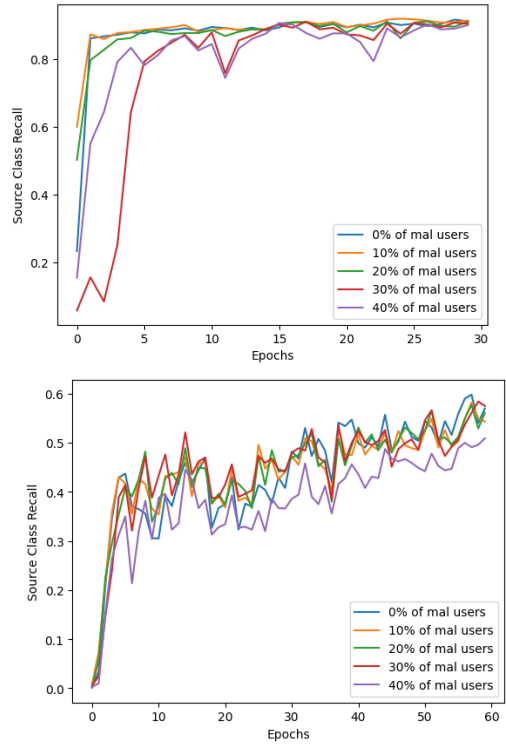 0.8
0.6
0.4
0.2
Source Class Recall
0 5 10 15 20 25 30
Epochs
0% of mal users
10% of mal users
20% of mal users
30% of mal users
40% of mal users
0.6
0.5
0.4
0.3
0.2
0.1
0.0
Source Class Recall
0 10 20 30 40 50 60
Epochs
0% of mal users
10% of mal users
20% of mal users
30% of mal users
40% of mal users